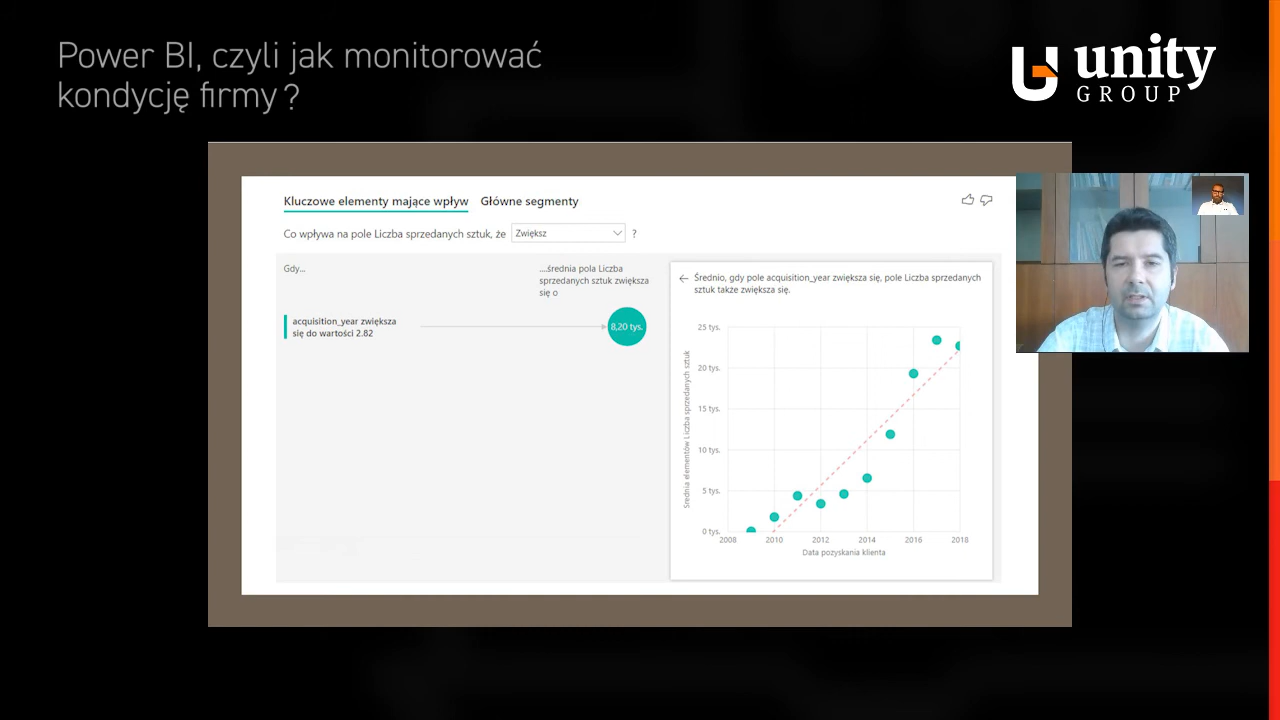 Power BI, czyli jak monitorować
kondycję firmy ?
unity
GROUP
Kluczowe elementy mające wpływ
Główne segmenty
Co wpływa na pole Liczba sprzedanych sztuk, że
Zwiększ
?
Gdy...
....średnia pola Liczba
sprzedanych sztuk zwiększa
się o
acquisition_year zwiększa
się do wartości 2.82
8,20 tys.
Średnio, gdy pole acquisition_year zwiększa się, pole Liczba sprzedanych
sztuk także zwiększa się.
Średnia elementów Liczba sprzedanych sztuk
25 tys.
20 tys.
15 tys.
10 tys.
5 tys.
0 tys.
2008
2010
2012
2014
2016
2018
Data pozyskania klienta